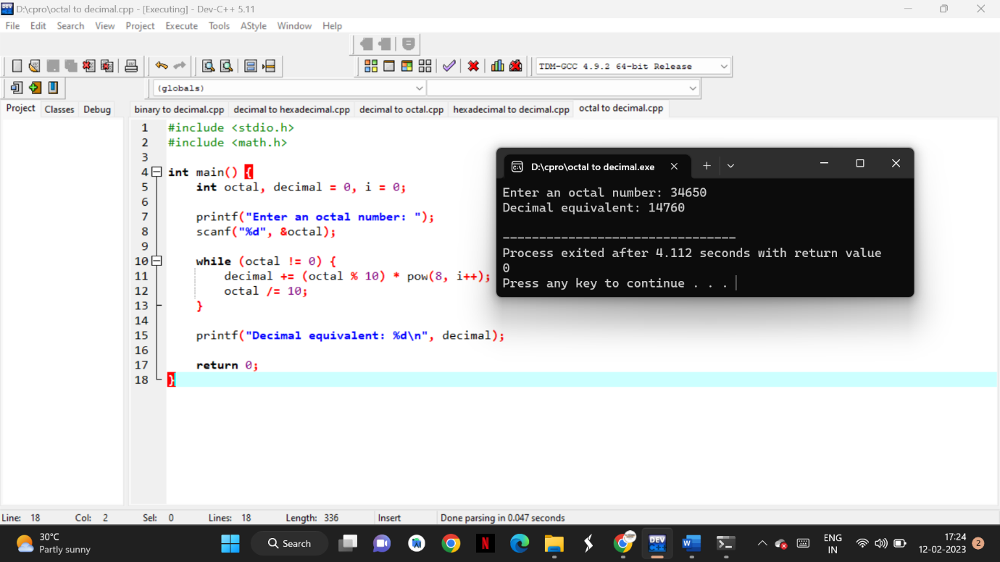 D:\cpro\octal to decimal.cpp - [Executing] - Dev-C++ 5.11
File Edit Search View Project Execute Tools AStyle Window Help
TDM-GCC 4.9.2 64-bit Release
(globals)
Project Classes Debug
binary to decimal.cpp decimal to hexadecimal.cpp decimal to octal.cpp hexadecimal to decimal.cpp octal to decimal.cpp
1 #include <stdio.h>
2 #include <math.h>
3
4 int main() {
5 int octal, decimal = 0, i = 0;
6
7 printf("Enter an octal number: ");
8 scanf("%d", &octal);
9
10 while (octal != 0) {
11 decimal += (octal % 10) * pow(8, i++);
12 octal /= 10;
13 }
14
15 printf("Decimal equivalent: %d\n", decimal);
16
17 return 0;
18 }
D:\cpro\octal to decimal.exe
Enter an octal number: 34650
Decimal equivalent: 14760
--------------------------------
Process exited after 4.112 seconds with return value
0
Press any key to continue . . .
Line: 18 Col: 2 Sel: 0 Lines: 18 Length: 336 Insert Done parsing in 0.047 seconds
30°C
Partly sunny
Search
DEV
C++
ENG
IN
17:24
12-02-2023
2